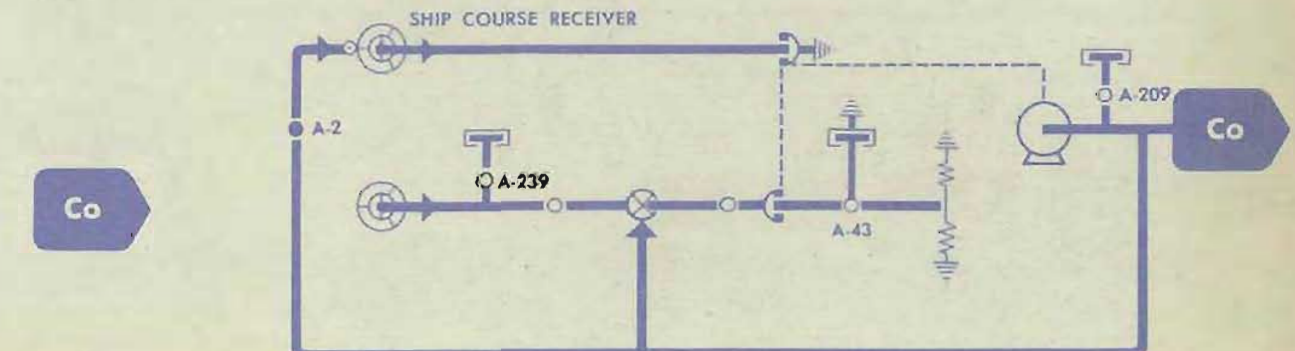 SHIP COURSE RECEIVER
A-209
Co
A-2
A-239
Co
A-43